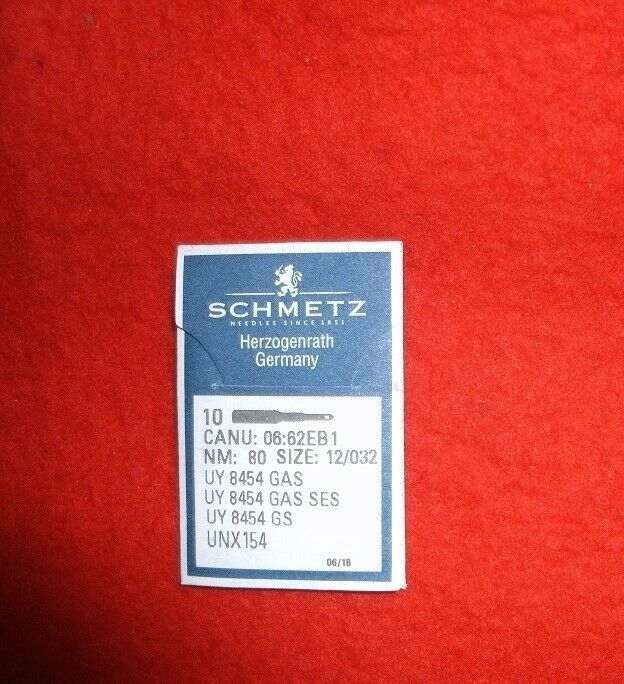 SCHMETZ
NEEDLES SINCE 1851
Herzogenrath
Germany
10
CANU: 06:62EB1
NM: 80 SIZE: 12/032
UY 8454 GAS
UY 8454 GAS SES
UY 8454 GS
UNX154
06/16